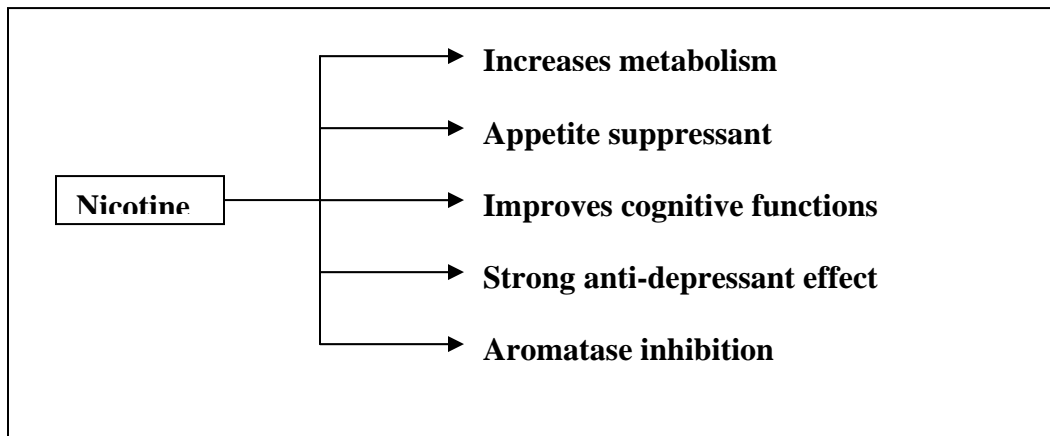 Increases metabolism
Appetite suppressant
Nicotine
Improves cognitive functions
Strong anti-depressant effect
Aromatase inhibition